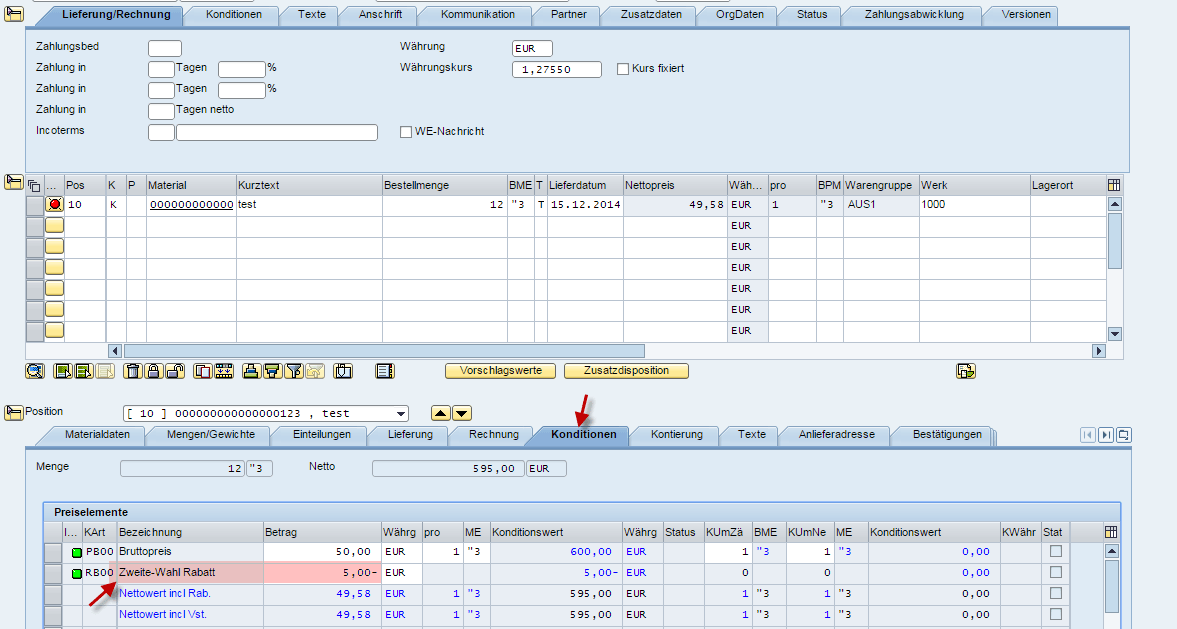 Lieferung/Rechnung Konditionen Texte Anschrift Kommunikation Partner Zusatzdaten OrgDaten Status Zahlungsabwicklung Versionen
Zahlungsbed Währung EUR
Zahlung in Tagen % Währungskurs 1,27550 Kurs fixiert
Zahlung in Tagen %
Zahlung in Tagen netto
Incoterms WE-Nachricht
... Pos K P Material Kurztext Bestellmenge BME T Lieferdatum Nettopreis Wäh... pro BPM Warengruppe Werk Lagerort
10 K 000000000000 test 12 "3 T 15.12.2014 49,58 EUR 1 "3 AUS1 1000
EUR
EUR
EUR
EUR
EUR
EUR
Vorschlagswerte Zusatzdisposition
Position [ 10 ] 000000000000000123 , test
Materialdaten Mengen/Gewichte Einteilungen Lieferung Rechnung Konditionen Kontierung Texte Anlieferadresse Bestätigungen
Menge 12 "3 Netto 595,00 EUR
Preiselemente
I... KArt Bezeichnung Betrag Währg pro ME Konditionswert Währg Status KUmZä BME KUmNe ME Konditionswert KWähr Stat
PB00 Bruttopreis 50,00 EUR 1 "3 600,00 EUR 1 "3 1 "3 0,00
RB00 Zweite-Wahl Rabatt 5,00- EUR 5,00- EUR 0 0 0,00
Nettowert incl Rab. 49,58 EUR 1 "3 595,00 EUR 1 "3 1 "3 0,00
Nettowert incl Vst. 49,58 EUR 1 "3 595,00 EUR 1 "3 1 "3 0,00